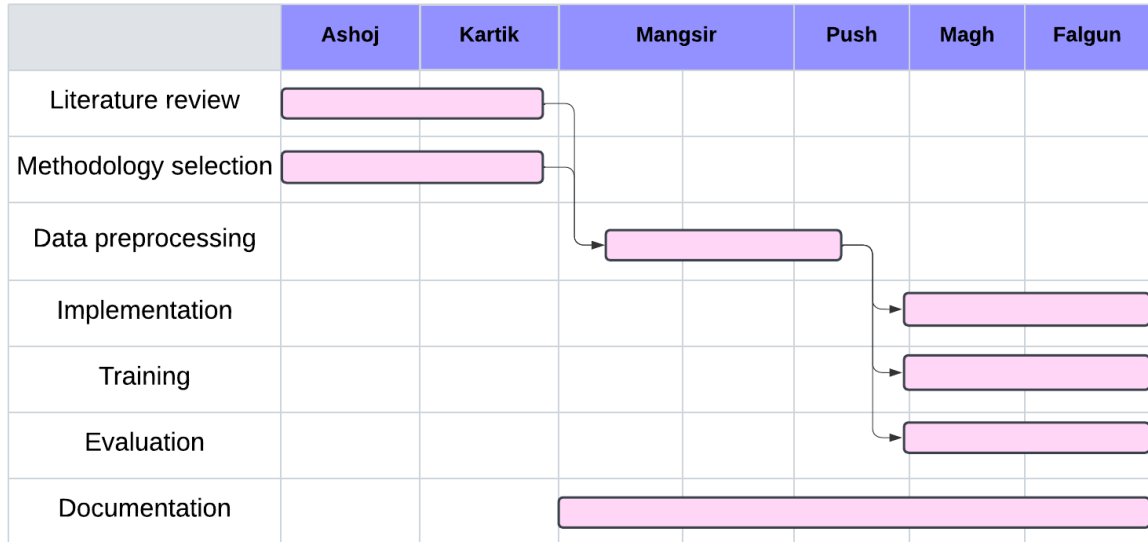 Ashoj Kartik Mangsir Push Magh Falgun
Literature review
Methodology selection
Data preprocessing
Implementation
Training
Evaluation
Documentation